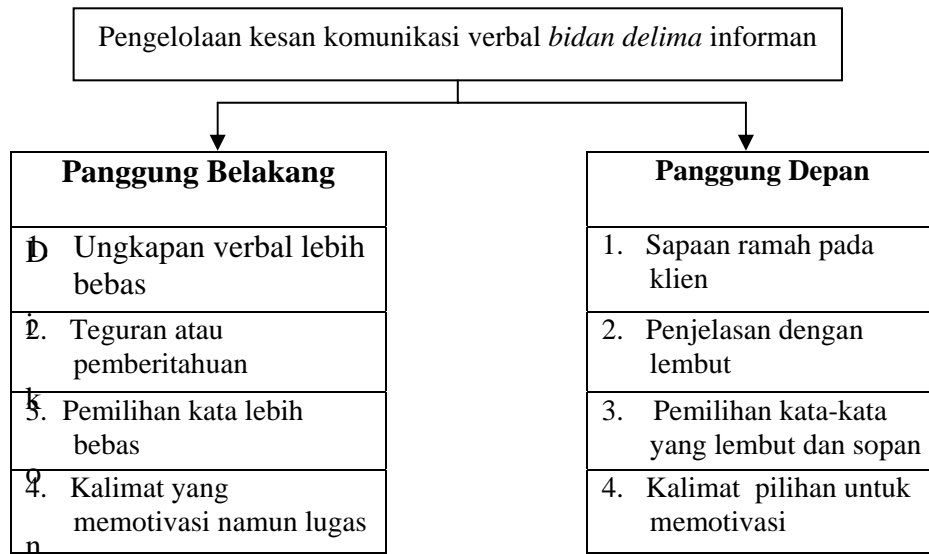 Pengelolaan kesan komunikasi verbal bidan delima informan
Panggung Belakang
1. Ungkapan verbal lebih
bebas
2. Teguran atau
pemberitahuan
3. Pemilihan kata lebih
bebas
4. Kalimat yang
memotivasi namun lugas
D
i
k
o
n
Panggung Depan
1. Sapaan ramah pada
klien
2. Penjelasan dengan
lembut
3. Pemilihan kata-kata
yang lembut dan sopan
4. Kalimat pilihan untuk
memotivasi